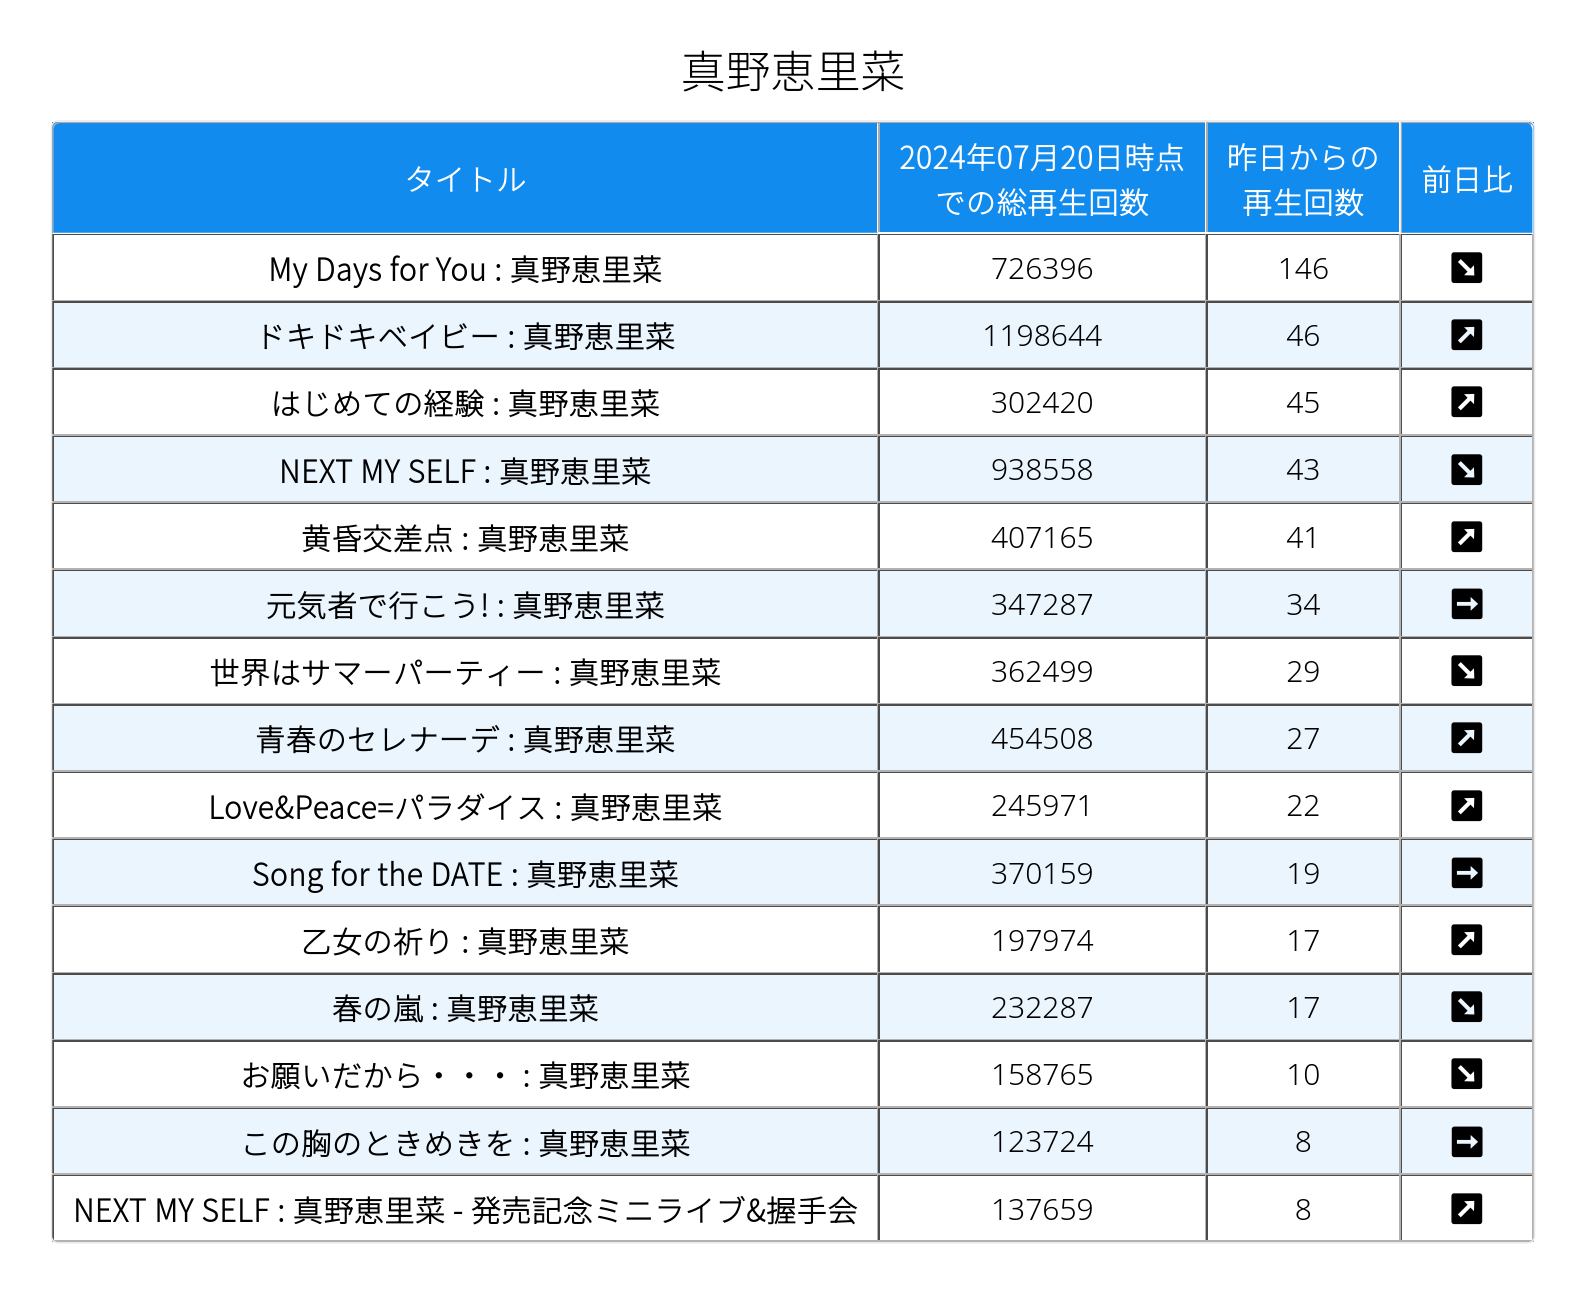 真野恵里菜
タイトル
2024年07月20日時点
での総再生回数
昨日からの
再生回数
前日比
My Days for You : 真野恵里菜 726396 146 ↘
ドキドキベイビー : 真野恵里菜 1198644 46 ↗
はじめての経験 : 真野恵里菜 302420 45 ↗
NEXT MY SELF : 真野恵里菜 938558 43 ↘
黄昏交差点 : 真野恵里菜 407165 41 ↗
元気者で行こう! : 真野恵里菜 347287 34 →
世界はサマーパーティー : 真野恵里菜 362499 29 ↘
青春のセレナーデ : 真野恵里菜 454508 27 ↗
Love&Peace=パラダイス : 真野恵里菜 245971 22 ↗
Song for the DATE : 真野恵里菜 370159 19 →
乙女の祈り : 真野恵里菜 197974 17 ↗
春の嵐 : 真野恵里菜 232287 17 ↘
お願いだから・・・ : 真野恵里菜 158765 10 ↘
この胸のときめきを : 真野恵里菜 123724 8 →
NEXT MY SELF : 真野恵里菜 - 発売記念ミニライブ&握手会 137659 8 ↗